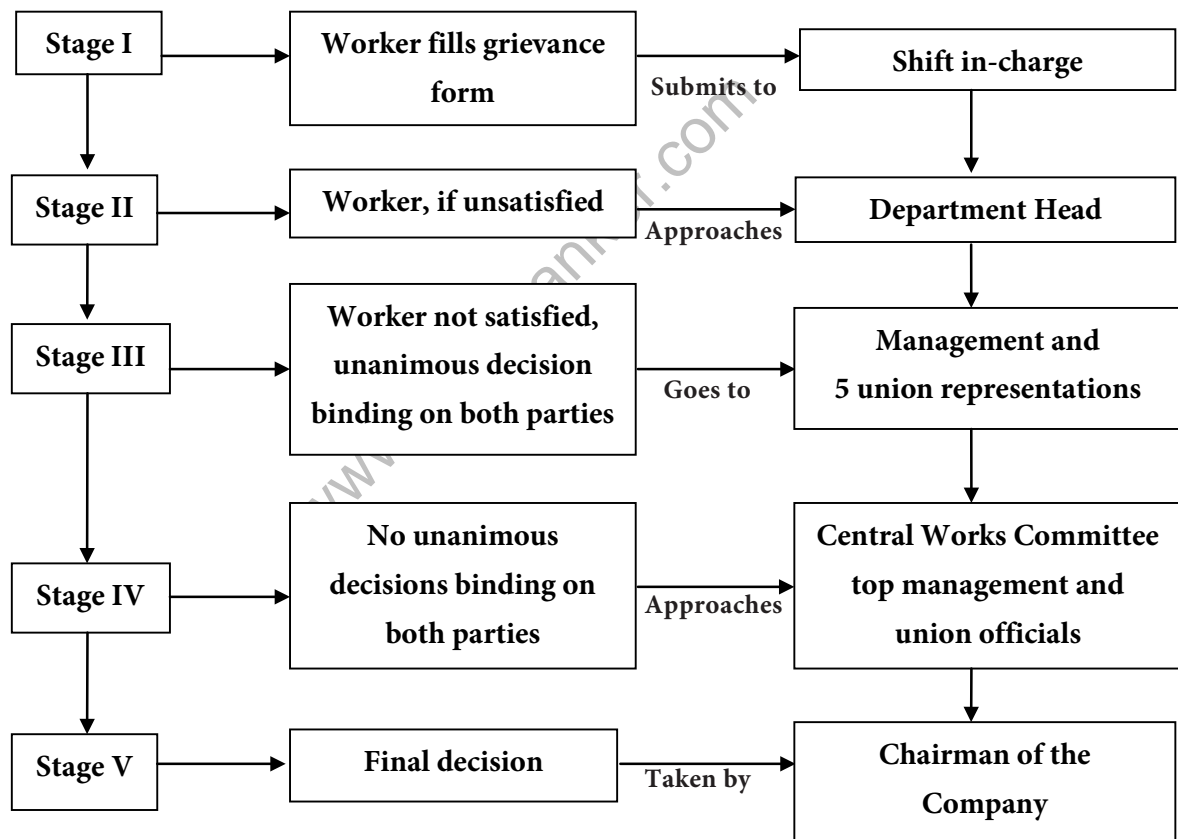 Stage I
Worker fills grievance
form
Submits to
Shift in-charge
Stage II
Worker, if unsatisfied
Approaches
Department Head
Stage III
Worker not satisfied,
unanimous decision
binding on both parties
Goes to
Management and
5 union representations
Stage IV
No unanimous
decisions binding on
both parties
Approaches
Central Works Committee
top management and
union officials
Stage V
Final decision
Taken by
Chairman of the
Company